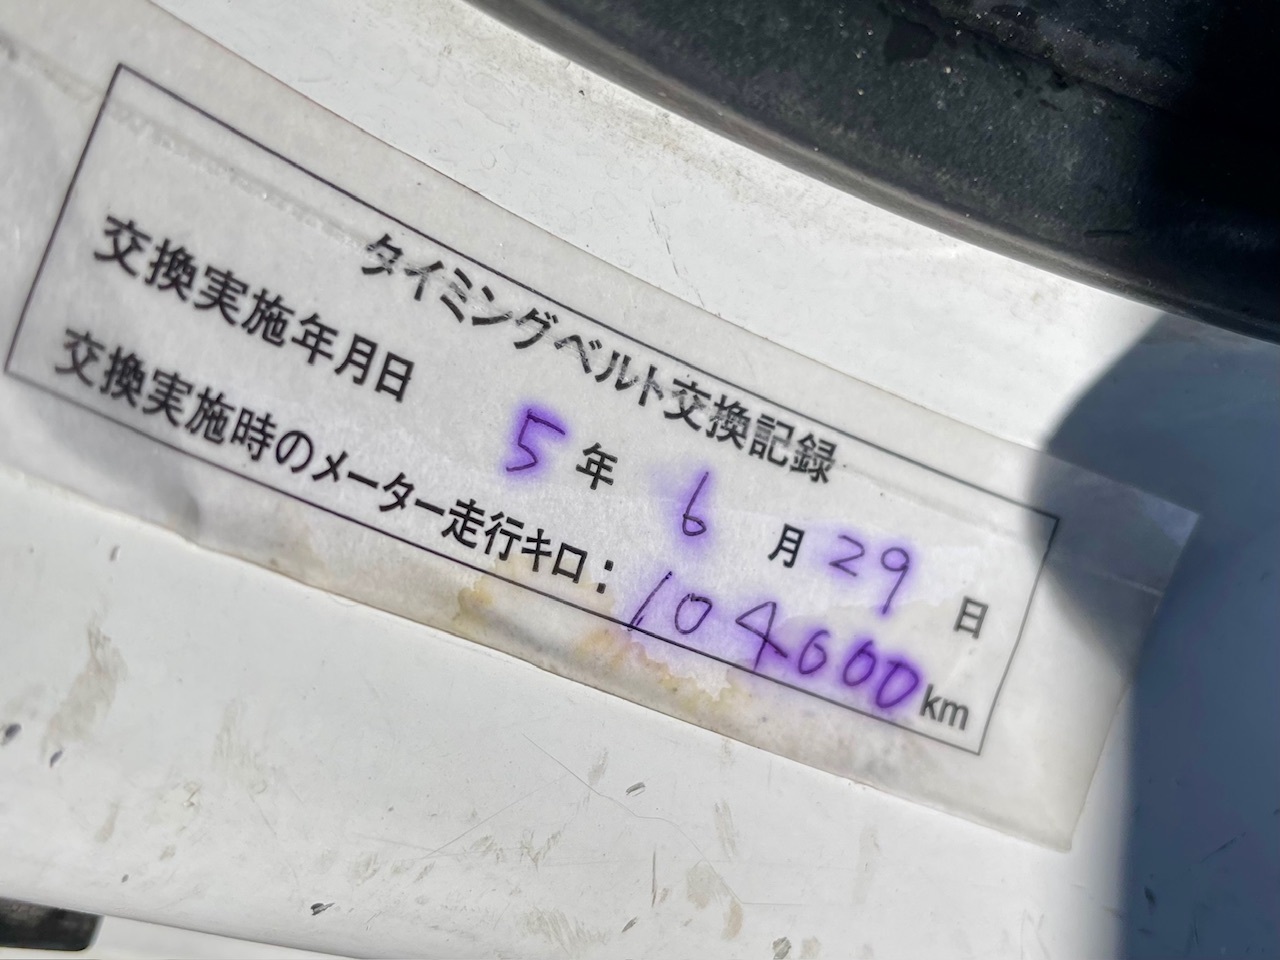 タイミングベルト交換記録
交換実施年月日 5年 6月 29日
交換実施時のメーター走行キロ：104600km